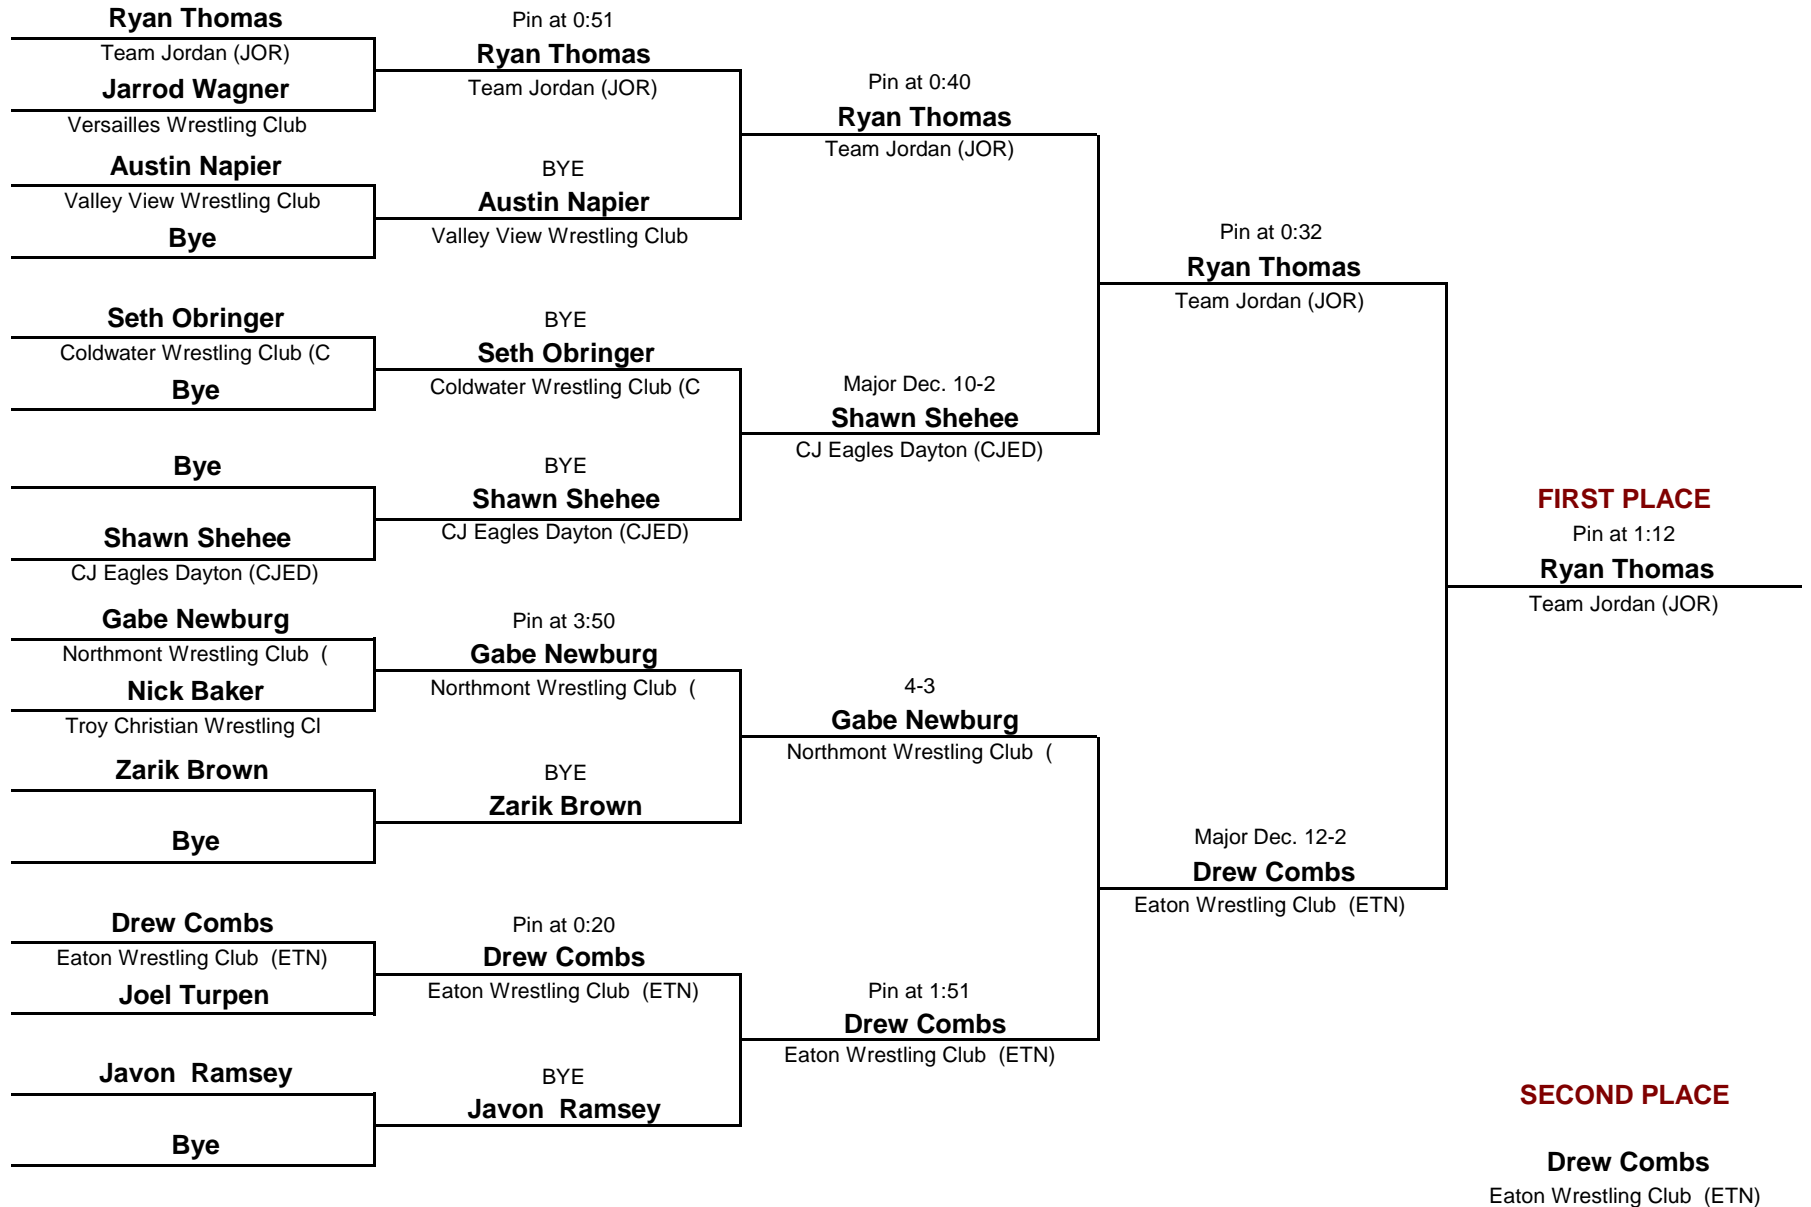 Ryan Thomas
Team Jordan (JOR)
Jarrod Wagner
Versailles Wrestling Club
Austin Napier
Valley View Wrestling Club
Bye
Seth Obringer
Coldwater Wrestling Club (C
Bye
Bye
Shawn Shehee
CJ Eagles Dayton (CJED)
Gabe Newburg
Northmont Wrestling Club  (
Nick Baker
Troy Christian Wrestling Cl
Zarik Brown
Bye
Drew Combs
Eaton Wrestling Club  (ETN)
Joel Turpen
Javon  Ramsey
Bye
Pin at 0:51
Ryan Thomas
Team Jordan (JOR)
BYE
Austin Napier
Valley View Wrestling Club
BYE
Seth Obringer
Coldwater Wrestling Club (C
BYE
Shawn Shehee
CJ Eagles Dayton (CJED)
Pin at 3:50
Gabe Newburg
Northmont Wrestling Club  (
BYE
Zarik Brown
Pin at 0:20
Drew Combs
Eaton Wrestling Club  (ETN)
BYE
Javon  Ramsey
Pin at 0:40
Ryan Thomas
Team Jordan (JOR)
Major Dec. 10-2
Shawn Shehee
CJ Eagles Dayton (CJED)
4-3
Gabe Newburg
Northmont Wrestling Club  (
Pin at 1:51
Drew Combs
Eaton Wrestling Club  (ETN)
Pin at 0:32
Ryan Thomas
Team Jordan (JOR)
Major Dec. 12-2
Drew Combs
Eaton Wrestling Club  (ETN)
FIRST PLACE
Pin at 1:12
Ryan Thomas
Team Jordan (JOR)
SECOND PLACE
Drew Combs
Eaton Wrestling Club  (ETN)